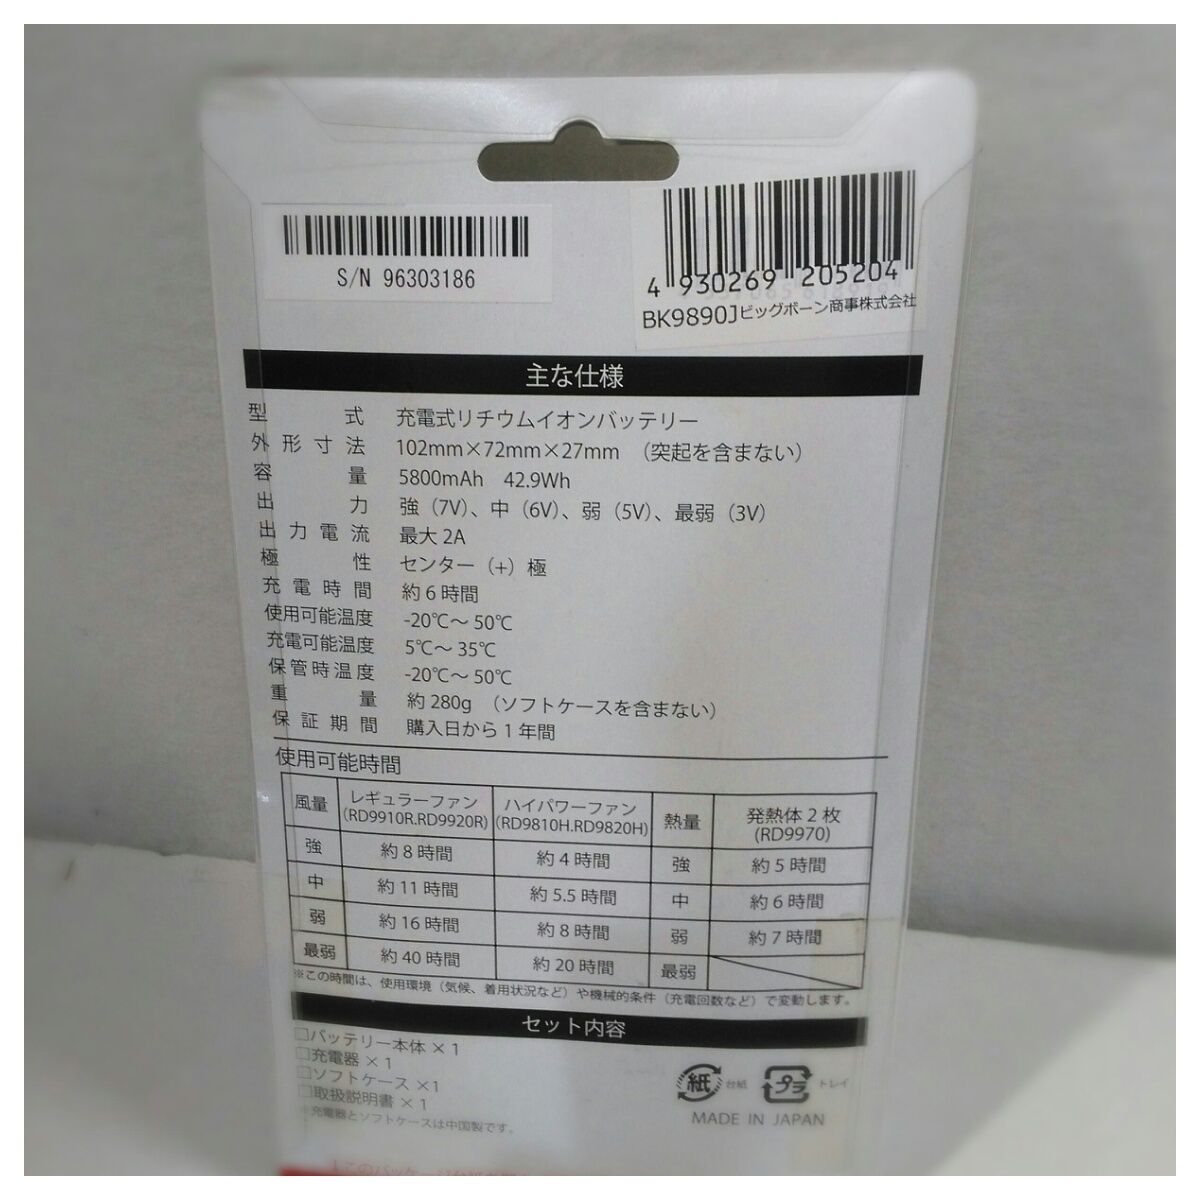 S/N 96303186
4 930269 205204
BK9890Jビッグボーン商事株式会社
主な仕様
型式 充電式リチウムイオンバッテリー
外形寸法 102mm×72mm×27mm （突起を含まない）
容量 5800mAh 42.9Wh
出力 強（7V）、中（6V）、弱（5V）、最弱（3V）
出力電流 最大 2A
極性 センター（+）極
充電時間 約 6 時間
使用可能温度 -20℃～ 50℃
充電可能温度 5℃～ 35℃
保管時温度 -20℃～ 50℃
重量 約 280g （ソフトケースを含まない）
保証期間 購入日から 1 年間
使用可能時間
風量 レギュラーファン (RD9910R.RD9920R) ハイパワーファン (RD9810H.RD9820H) 熱量 発熱体 2 枚 (RD9970)
強 約 8 時間 約 4 時間 強 約 5 時間
中 約 11 時間 約 5.5 時間 中 約 6 時間
弱 約 16 時間 約 8 時間 弱 約 7 時間
最弱 約 40 時間 約 20 時間 最弱
※この時間は、使用環境（気候、着用状況など）や機械的条件（充電回数など）で変動します。
セット内容
□バッテリー本体 × 1
□充電器 × 1
□ソフトケース ×1
□取扱説明書 × 1
※充電器とソフトケースは中国製です。
紙 台紙 プラ トレイ
MADE IN JAPAN